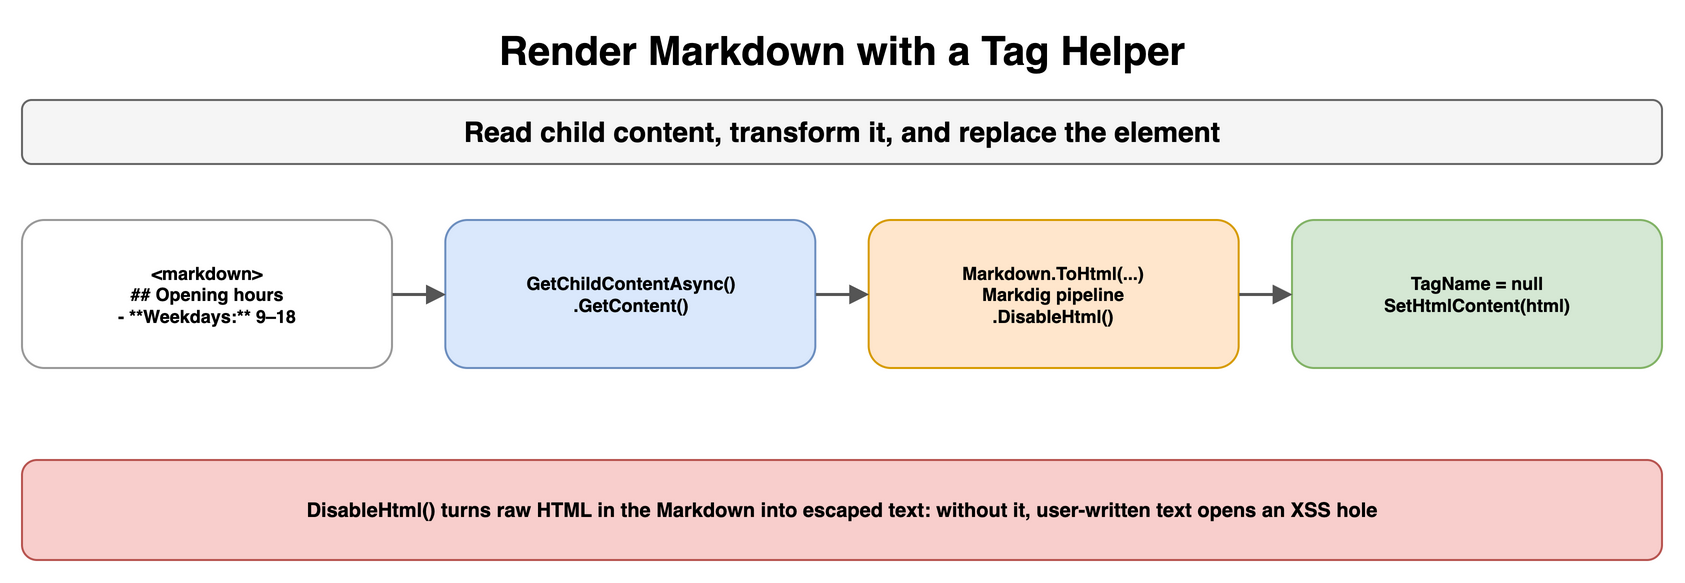 Render Markdown with a Tag Helper
Read child content, transform it, and replace the element
<markdown>
## Opening hours
- **Weekdays:** 9–18
GetChildContentAsync()
.GetContent()
Markdown.ToHtml(...)
Markdig pipeline
.DisableHtml()
TagName = null
SetHtmlContent(html)
DisableHtml() turns raw HTML in the Markdown into escaped text: without it, user-written text opens an XSS hole